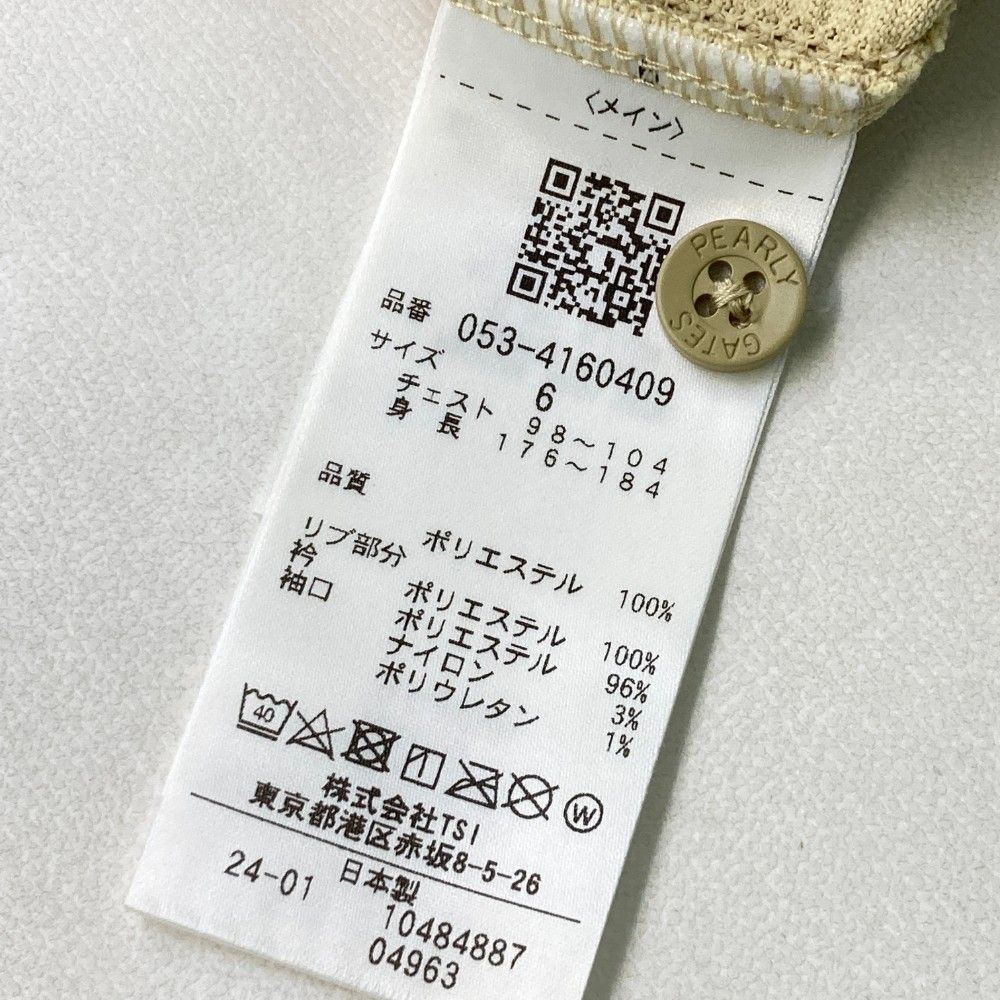 〈メイン〉
PEARLY
GATES
品番 053-4160409
サイズ 6
チェスト 98～104
身長 176～184
品質
ポリエステル 100%
リブ部分
衿 ポリエステル 100%
袖口 ポリエステル 96%
ナイロン 3%
ポリウレタン 1%
40
W
株式会社TSI
東京都港区赤坂8-5-26
24-01 日本製
10484887
04963